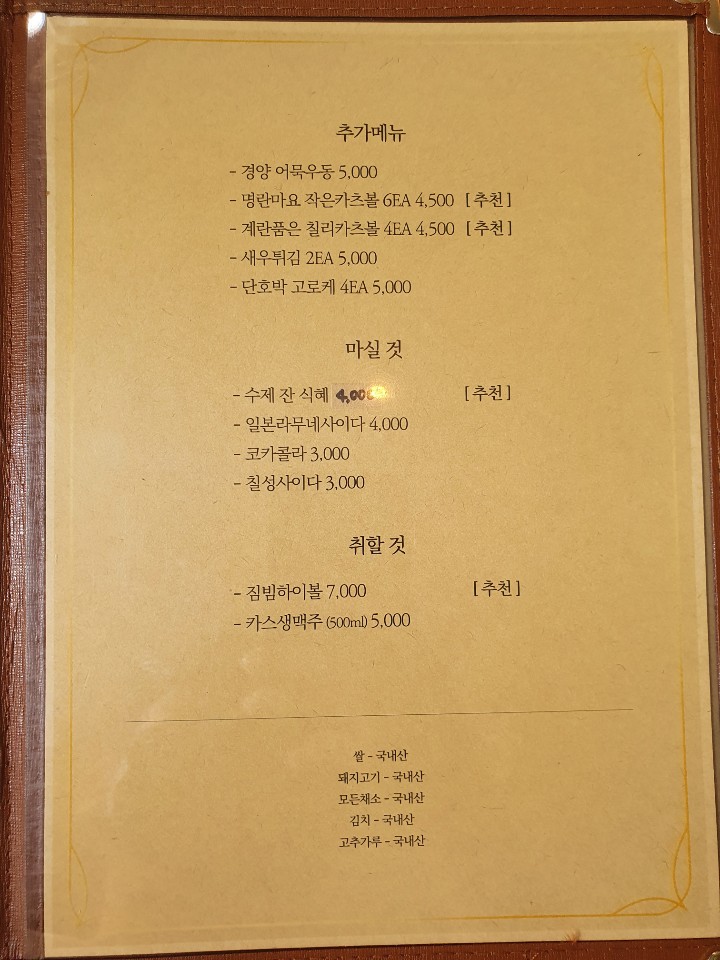 추가메뉴
- 경양 어묵우동 5,000
- 명란마요 작은카츠볼 6EA 4,500 [추천]
- 계란품은 칠리카츠볼 4EA 4,500 [추천]
- 새우튀김 2EA 5,000
- 단호박 고로케 4EA 5,000
마실 것
- 수제 잔 식혜 4,000 [추천]
- 일본라무네사이다 4,000
- 코카콜라 3,000
- 칠성사이다 3,000
취할 것
- 짐빔하이볼 7,000 [추천]
- 카스생맥주 (500ml) 5,000
쌀 - 국내산
돼지고기 - 국내산
모든채소 - 국내산
김치 - 국내산
고추가루 - 국내산